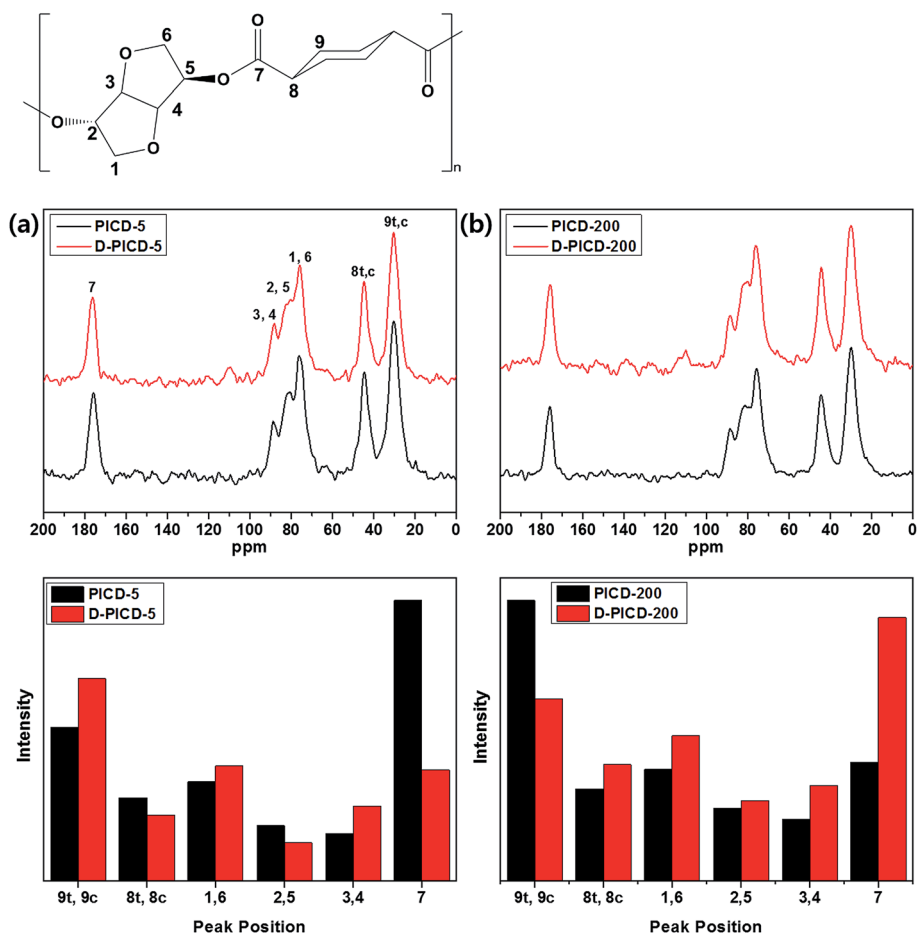 O
6
9
O
5
7
3
O
8
O
4
O
2
O
1
n
(a)
PICD-5
D-PICD-5
7
3, 4
2, 5
1, 6
8t,c
9t,c
200 180 160 140 120 100 80 60 40 20 0
ppm
(b)
PICD-200
D-PICD-200
200 180 160 140 120 100 80 60 40 20 0
ppm
PICD-5
D-PICD-5
Intensity
9t, 9c 8t, 8c 1,6 2,5 3,4 7
Peak Position
PICD-200
D-PICD-200
Intensity
9t, 9c 8t, 8c 1,6 2,5 3,4 7
Peak Position